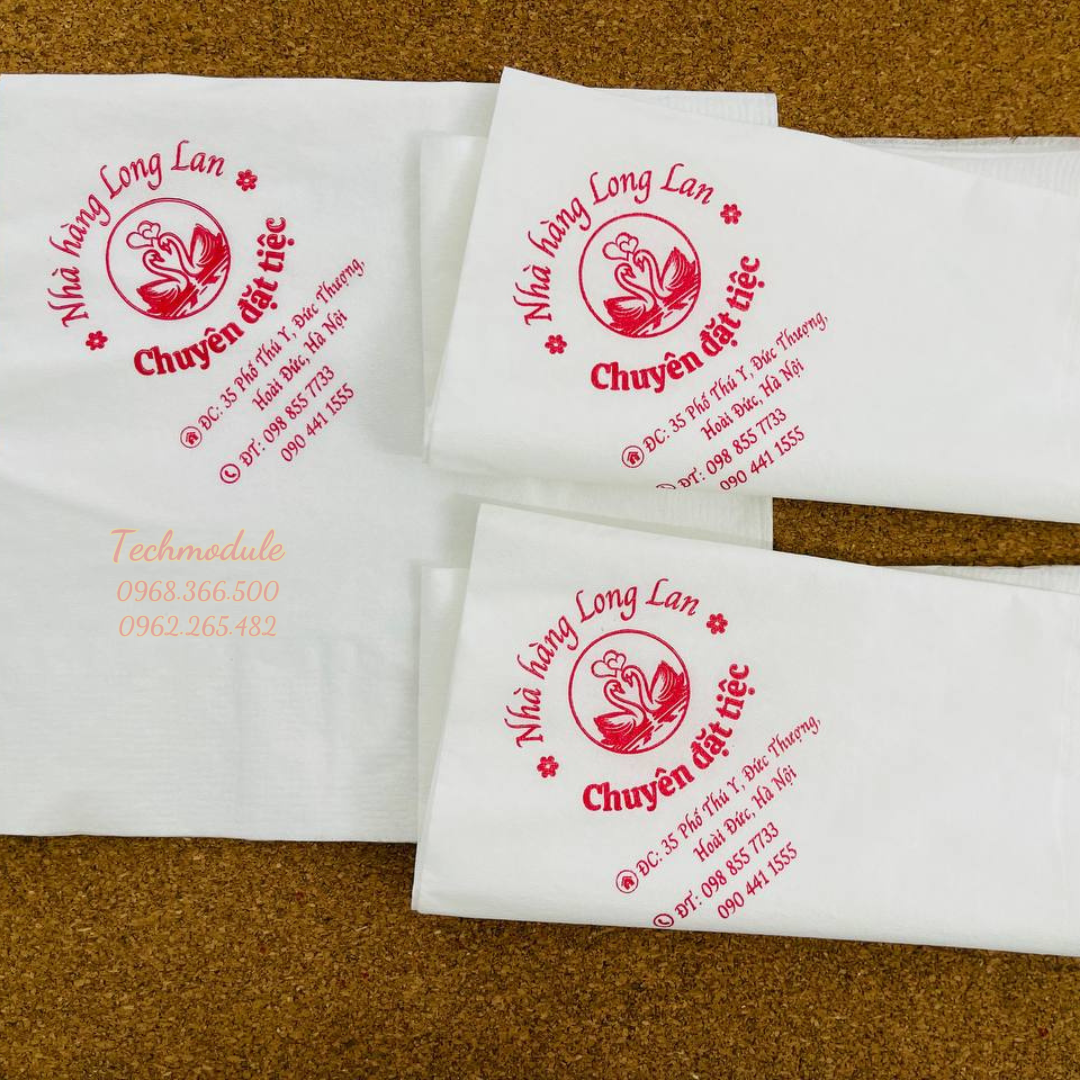 Nhà hàng Long Lan
Chuyên đặt tiệc
ĐC: 35 Phố Thú Y, Đức Thượng,
Hoài Đức, Hà Nội
ĐT: 098 855 7733
090 441 1555
Nhà hàng Long Lan
Chuyên đặt tiệc
ĐC: 35 Phố Thú Y, Đức Thượng,
Hoài Đức, Hà Nội
ĐT: 098 855 7733
090 441 1555
Techmodule
0968.366.500
0962.265.482
Nhà hàng Long Lan
Chuyên đặt tiệc
ĐC: 35 Phố Thú Y, Đức Thượng,
Hoài Đức, Hà Nội
ĐT: 098 855 7733
090 441 1555